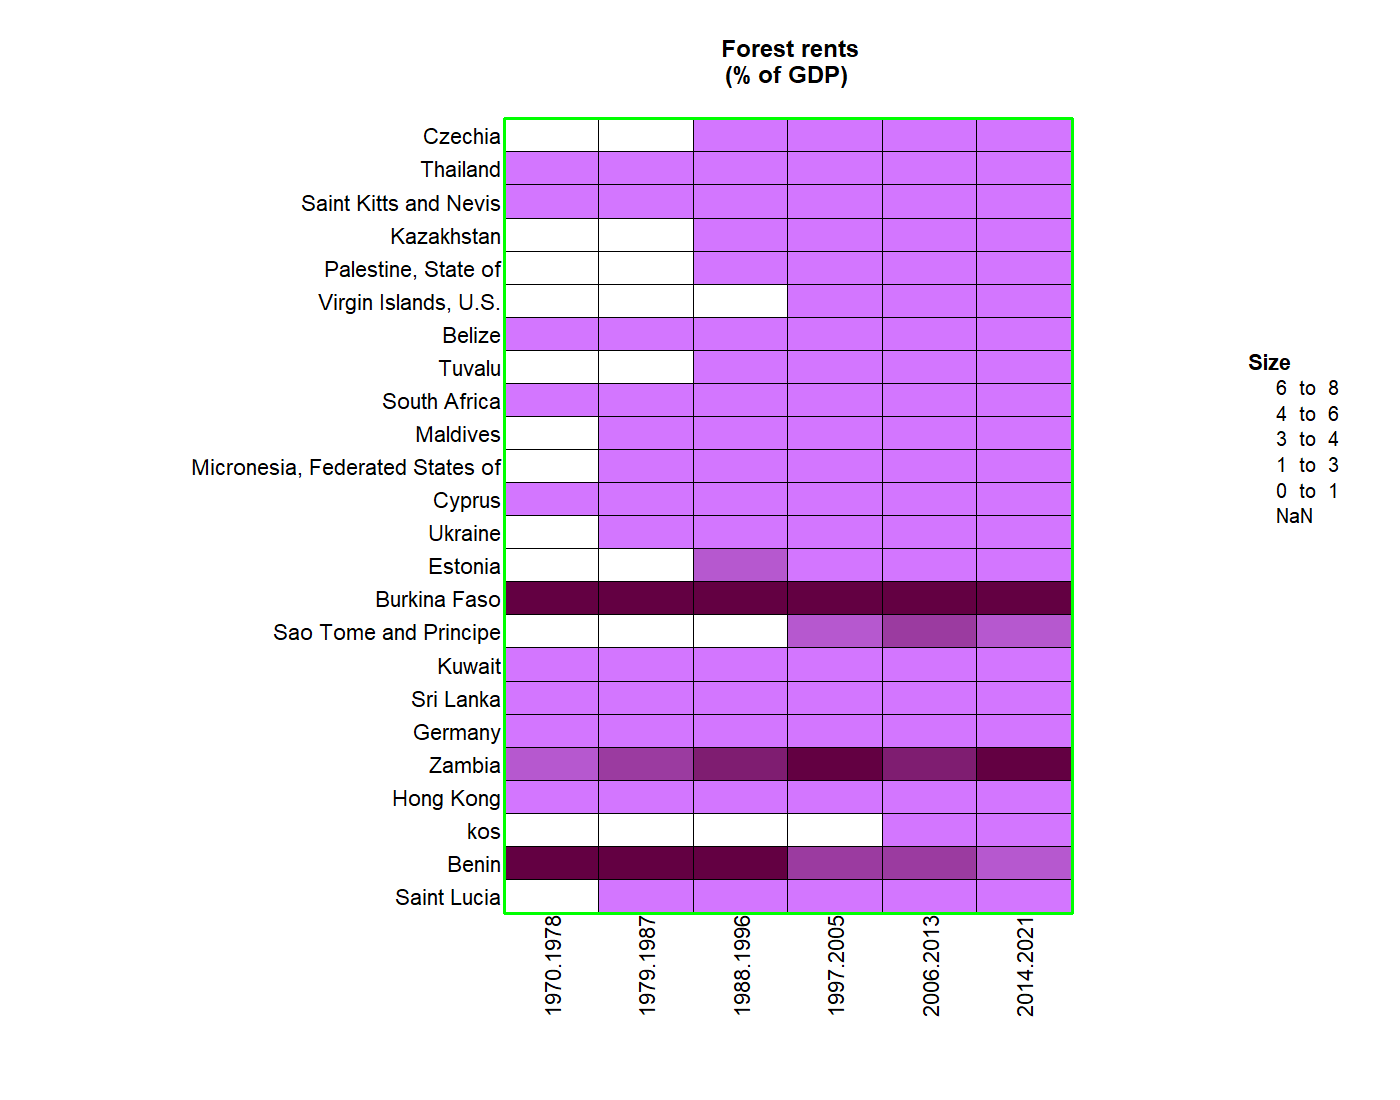 Forest rents
(% of GDP)
Czechia
Thailand
Saint Kitts and Nevis
Kazakhstan
Palestine, State of
Virgin Islands, U.S.
Belize
Tuvalu
South Africa
Maldives
Micronesia, Federated States of
Cyprus
Ukraine
Estonia
Burkina Faso
Sao Tome and Principe
Kuwait
Sri Lanka
Germany
Zambia
Hong Kong
kos
Benin
Saint Lucia
1970.1978
1979.1987
1988.1996
1997.2005
2006.2013
2014.2021
Size
6 to 8
4 to 6
3 to 4
1 to 3
0 to 1
NaN